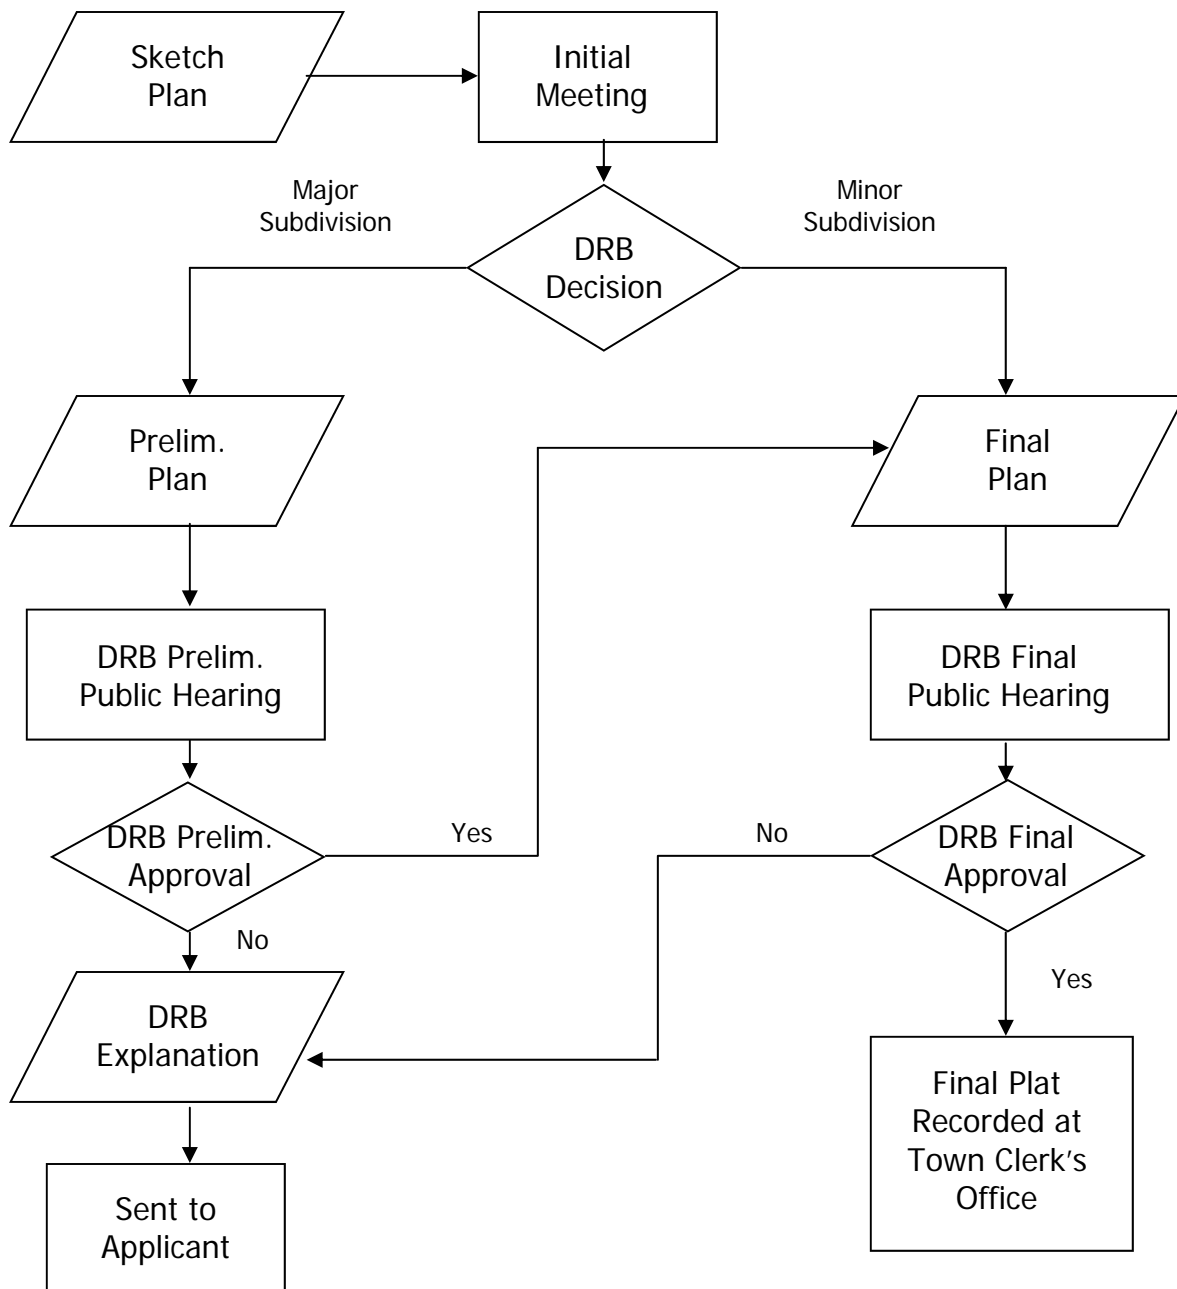 Sketch
Plan
Initial
Meeting
Major
Subdivision
Minor
Subdivision
DRB
Decision
Prelim.
Plan
Final
Plan
DRB Prelim.
Public Hearing
DRB Final
Public Hearing
DRB Prelim.
Approval
Yes
No
DRB Final
Approval
No
Yes
DRB
Explanation
Final Plat
Recorded at
Town Clerk's
Office
Sent to
Applicant